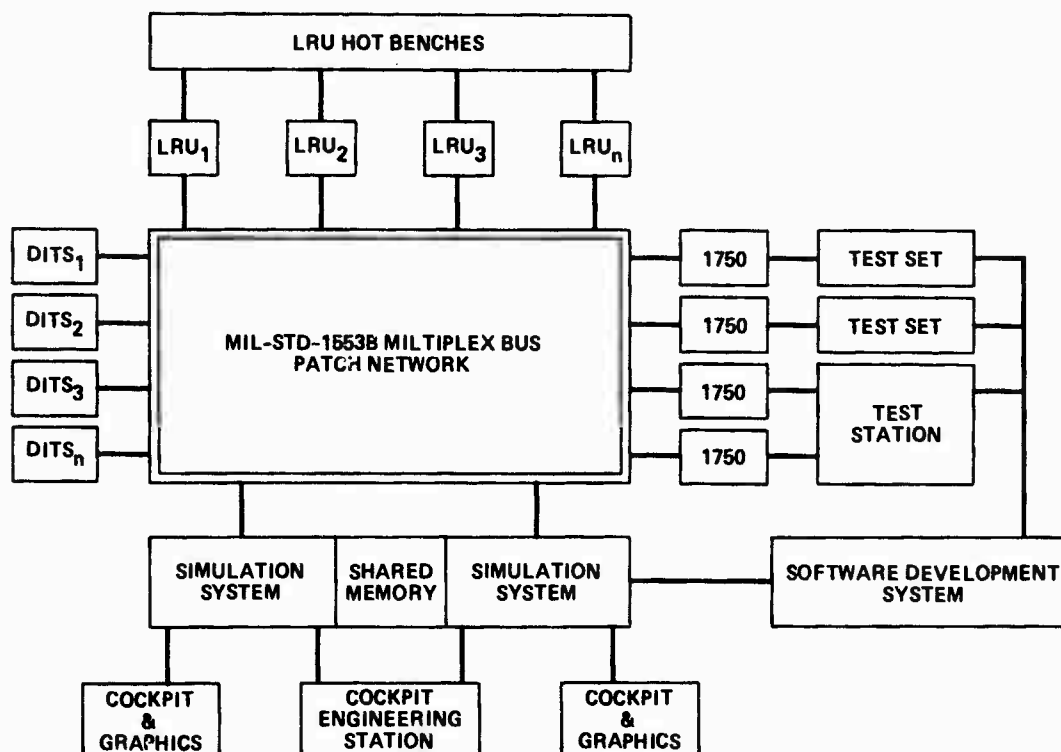 LRU HOT BENCHES
LRU1 LRU2 LRU3 LRUn
DITS1
DITS2
DITS3
DITSn
MIL-STD-1553B MILTIPLEX BUS
PATCH NETWORK
1750 TEST SET
1750 TEST SET
1750
1750
TEST
STATION
SIMULATION
SYSTEM
SHARED
MEMORY
SIMULATION
SYSTEM
SOFTWARE DEVELOPMENT
SYSTEM
COCKPIT
&
GRAPHICS
COCKPIT
ENGINEERING
STATION
COCKPIT
&
GRAPHICS